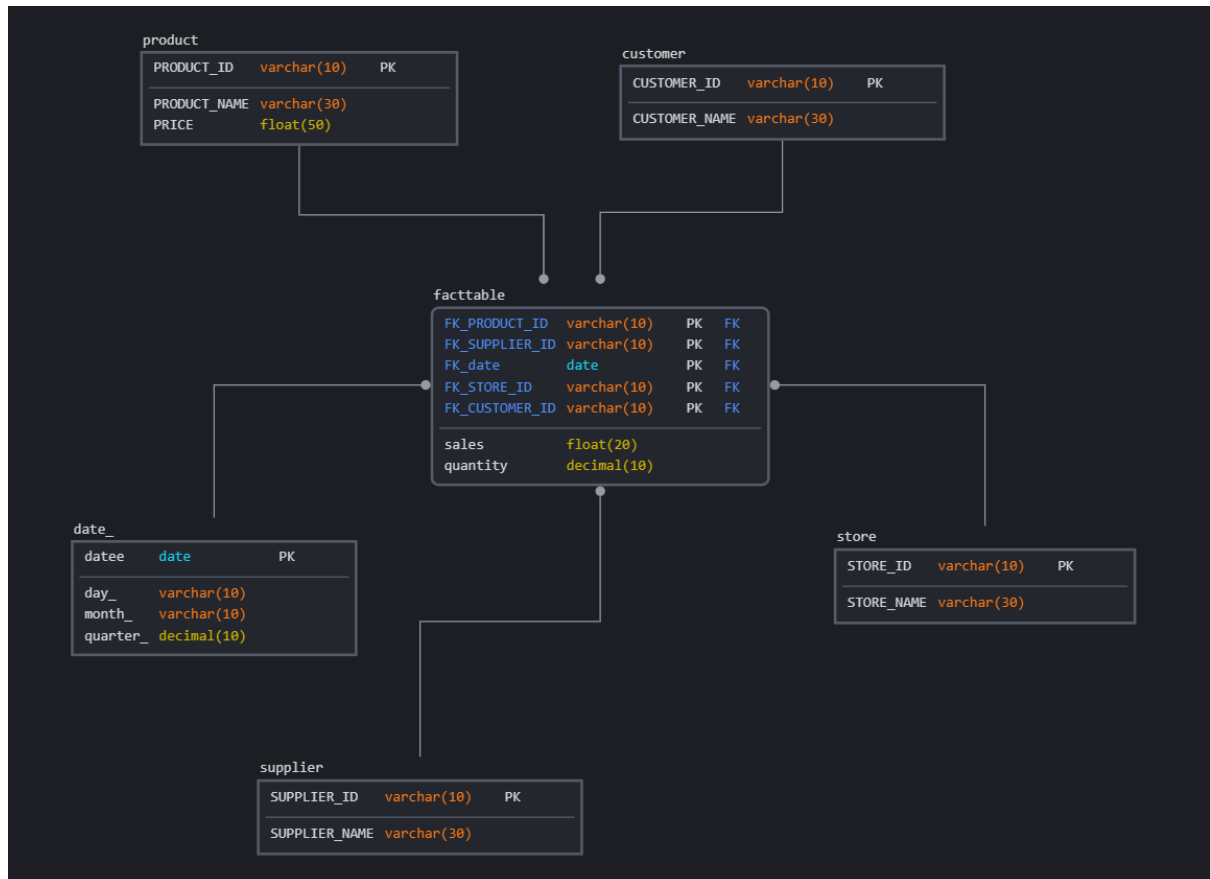 product
PRODUCT_ID varchar(10) PK
PRODUCT_NAME varchar(30)
PRICE float(50)
customer
CUSTOMER_ID varchar(10) PK
CUSTOMER_NAME varchar(30)
facttable
FK_PRODUCT_ID varchar(10) PK FK
FK_SUPPLIER_ID varchar(10) PK FK
FK_date date PK FK
FK_STORE_ID varchar(10) PK FK
FK_CUSTOMER_ID varchar(10) PK FK
sales float(20)
quantity decimal(10)
date_
datee date PK
day_ varchar(10)
month_ varchar(10)
quarter_ decimal(10)
store
STORE_ID varchar(10) PK
STORE_NAME varchar(30)
supplier
SUPPLIER_ID varchar(10) PK
SUPPLIER_NAME varchar(30)